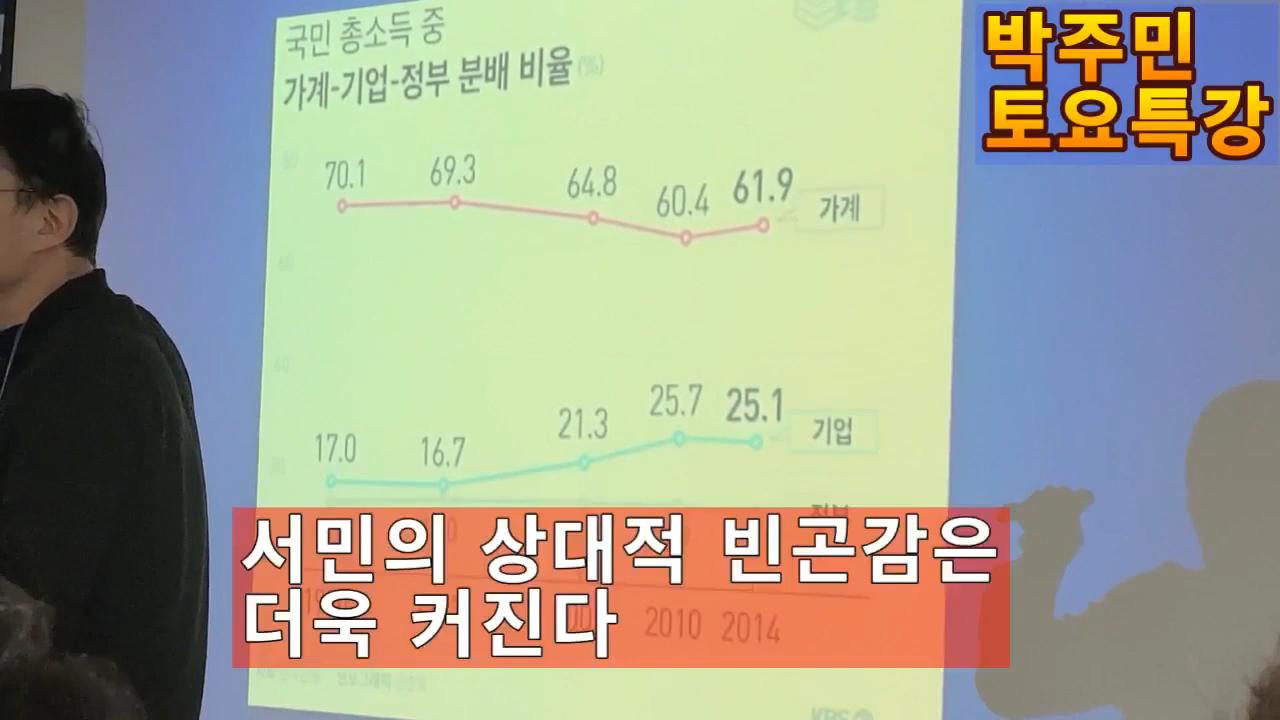 박주민
토요특강
국민 총소득 중
가계-기업-정부 분배 비율 (%)
70.1 69.3 64.8 60.4 61.9 가계
17.0 16.7 21.3 25.7 25.1 기업
서민의 상대적 빈곤감은
더욱 커진다
2010 2014
KBS